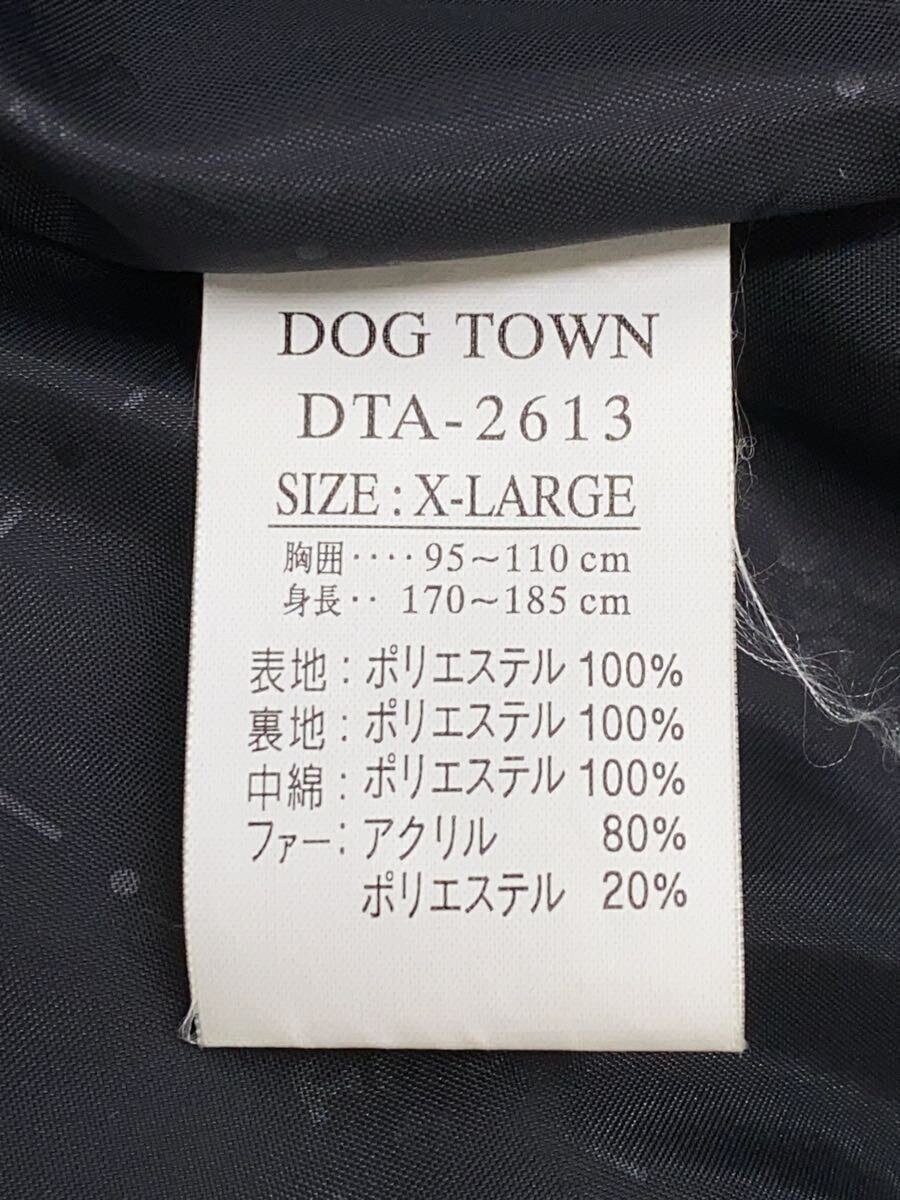 DOG TOWN
DTA-2613
SIZE : X-LARGE
胸囲‥‥95～110 cm
身長‥170～185 cm
表地：ポリエステル 100%
裏地：ポリエステル 100%
中綿：ポリエステル 100%
ファー：アクリル 80%
ポリエステル 20%